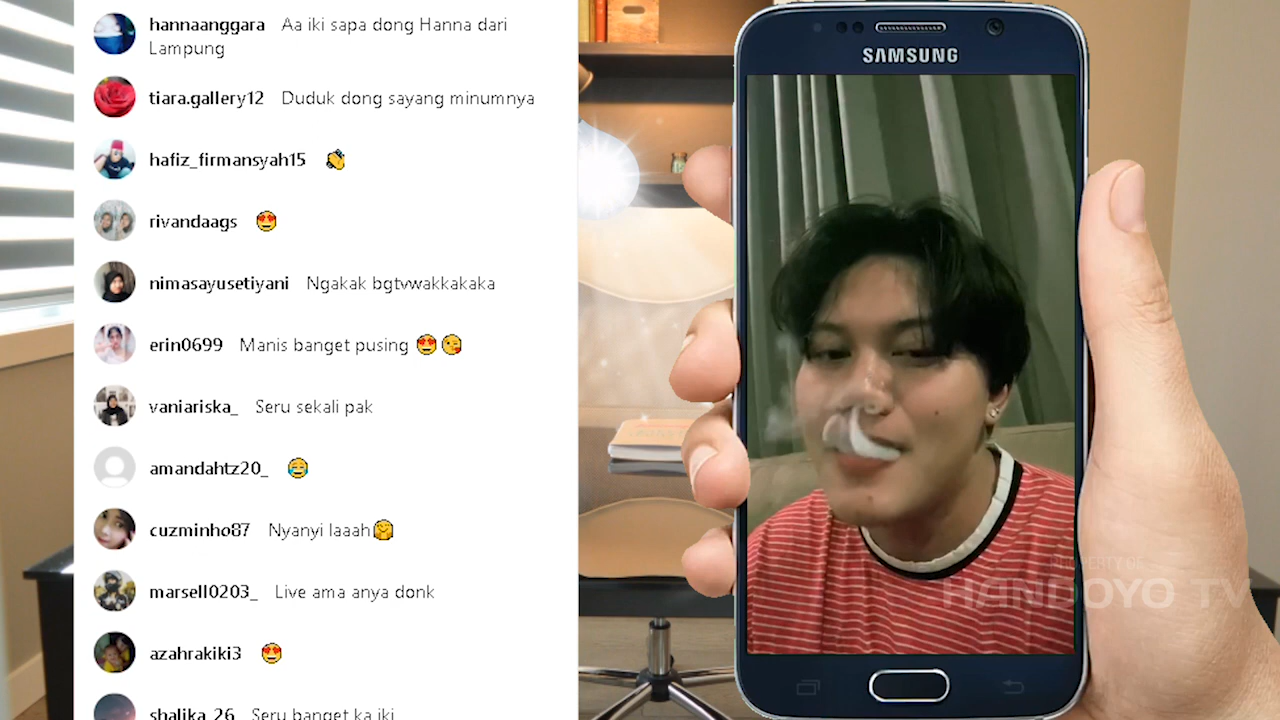 hannaanggara Aa iki sapa dong Hanna dari
Lampung
tiara.gallery12 Duduk dong sayang minumnya
hafiz_firmansyah15 👏
rivandaags 😍
nimasayusetiyani Ngakak bgtvwakkakaka
erin0699 Manis banget pusing 😍😘
vaniariska_ Seru sekali pak
amandahtz20_ 😂
cuzminho87 Nyanyi laaah🤗
marsell0203_ Live ama anya donk
azahrakiki3 😍
shalika_26 Seru banget ka iki
SAMSUNG
PROPERTY OF
HANDOYO TV